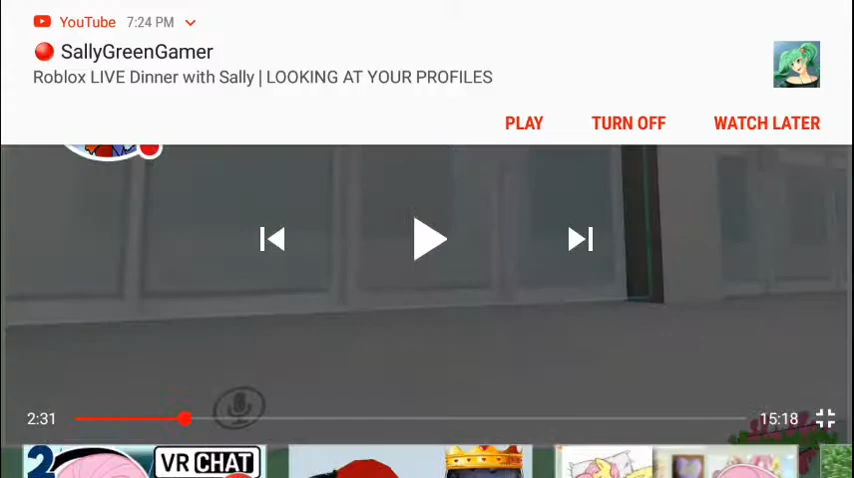 YouTube 7:24 PM
SallyGreenGamer
Roblox LIVE Dinner with Sally | LOOKING AT YOUR PROFILES
PLAY TURN OFF WATCH LATER
2:31 15:18
2 VR CHAT